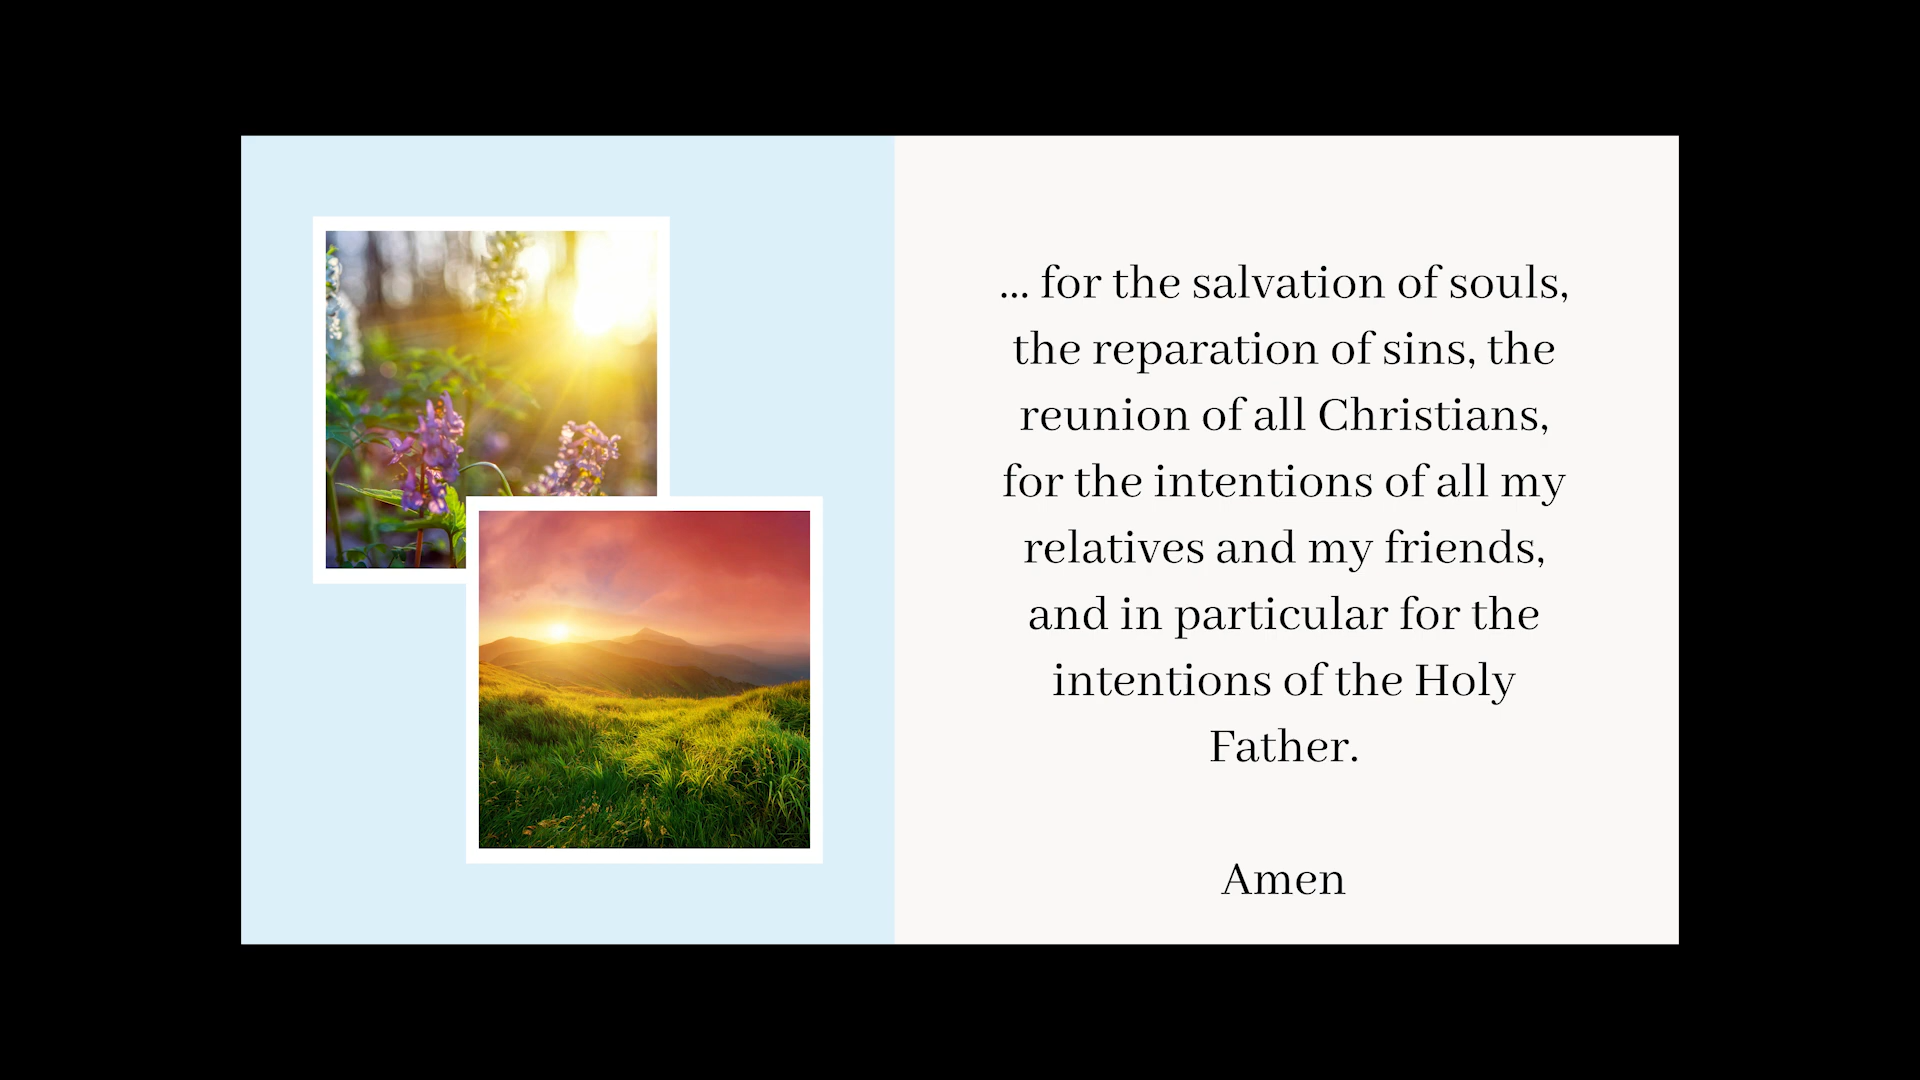 ... for the salvation of souls,
the reparation of sins, the
reunion of all Christians,
for the intentions of all my
relatives and my friends,
and in particular for the
intentions of the Holy
Father.
Amen